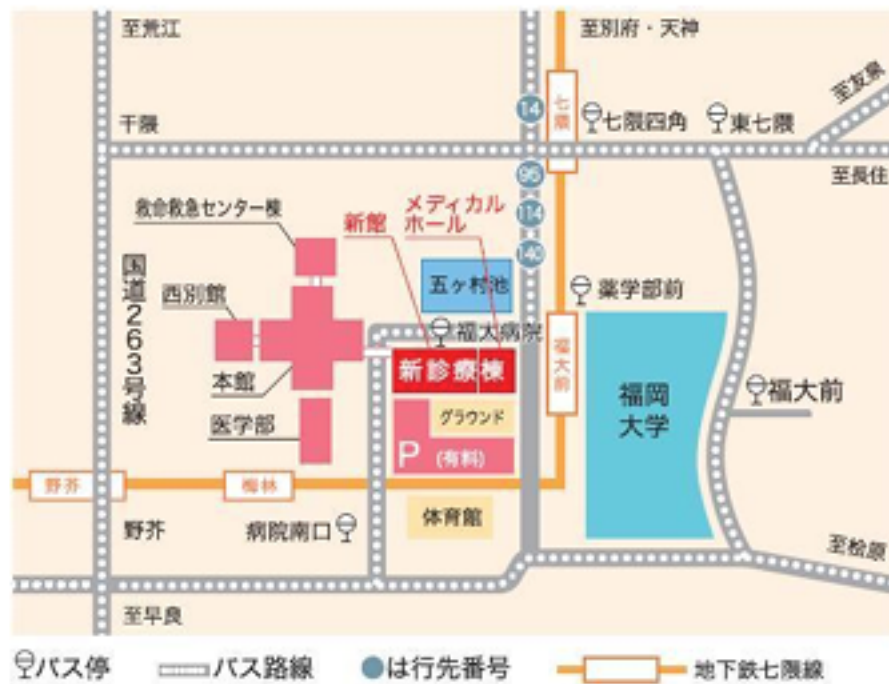 至荒江
至別府・天神
至友泉
14
七隈
七隈四角
東七隈
干隈
至長住
95
114
140
救命救急センター棟
新館
メディカル
ホール
国道263号線
西別館
五ヶ村池
薬学部前
福大病院
本館
新診療棟
福大前
福岡
大学
福大前
医学部
グラウンド
P
(有料)
野芥
梅林
野芥
病院南口
体育館
至桧原
至早良
バス停
バス路線
は行先番号
地下鉄七隈線